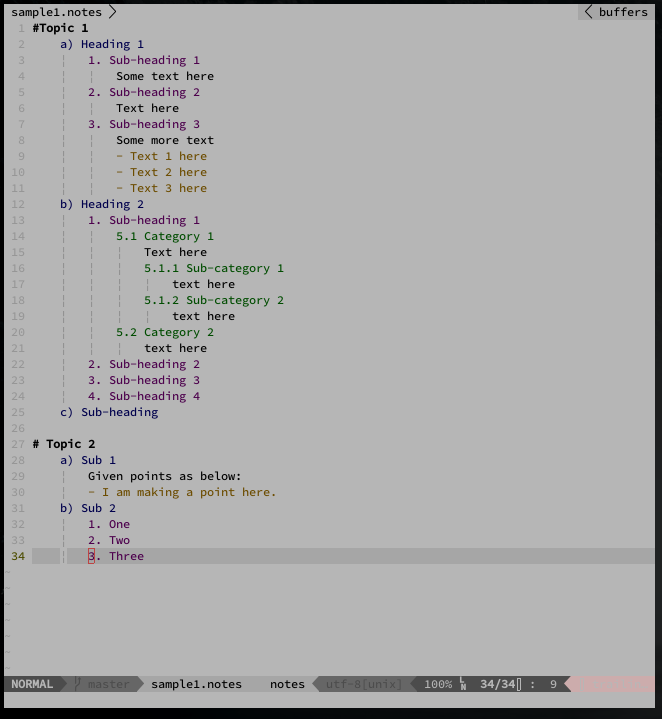 sample1.notes buffers
1 #Topic 1
2 a) Heading 1
3 1. Sub-heading 1
4 Some text here
5 2. Sub-heading 2
6 Text here
7 3. Sub-heading 3
8 Some more text
9 - Text 1 here
10 - Text 2 here
11 - Text 3 here
12 b) Heading 2
13 1. Sub-heading 1
14 5.1 Category 1
15 Text here
16 5.1.1 Sub-category 1
17 text here
18 5.1.2 Sub-category 2
19 text here
20 5.2 Category 2
21 text here
22 2. Sub-heading 2
23 3. Sub-heading 3
24 4. Sub-heading 4
25 c) Sub-heading
26
27 # Topic 2
28 a) Sub 1
29 Given points as below:
30 - I am making a point here.
31 b) Sub 2
32 1. One
33 2. Two
34 3. Three
~
~
~
~
~
~
~
NORMAL master sample1.notes notes utf-8[unix] 100% LN 34/34 : 9